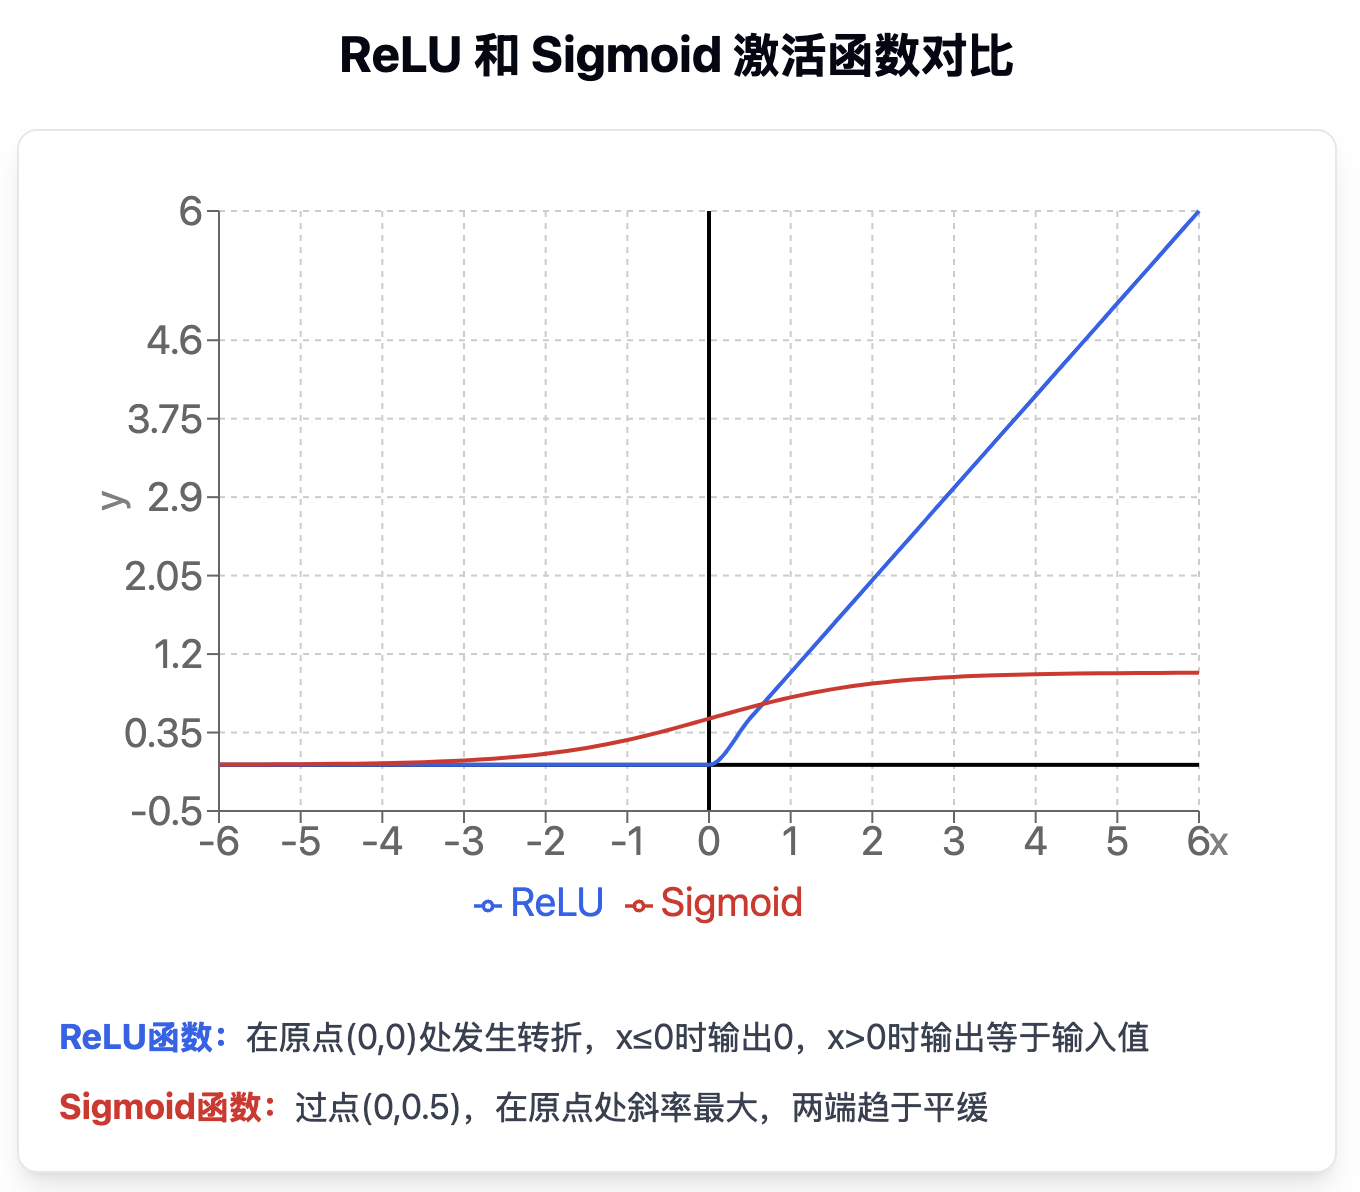 ReLU 和 Sigmoid 激活函数对比
6
4.6
3.75
2.9
2.05
1.2
0.35
-0.5
y
-6 -5 -4 -3 -2 -1 0 1 2 3 4 5 6 x
ReLU Sigmoid
ReLU函数：在原点(0,0)处发生转折，x≤0时输出0，x>0时输出等于输入值
Sigmoid函数：过点(0,0.5)，在原点处斜率最大，两端趋于平缓